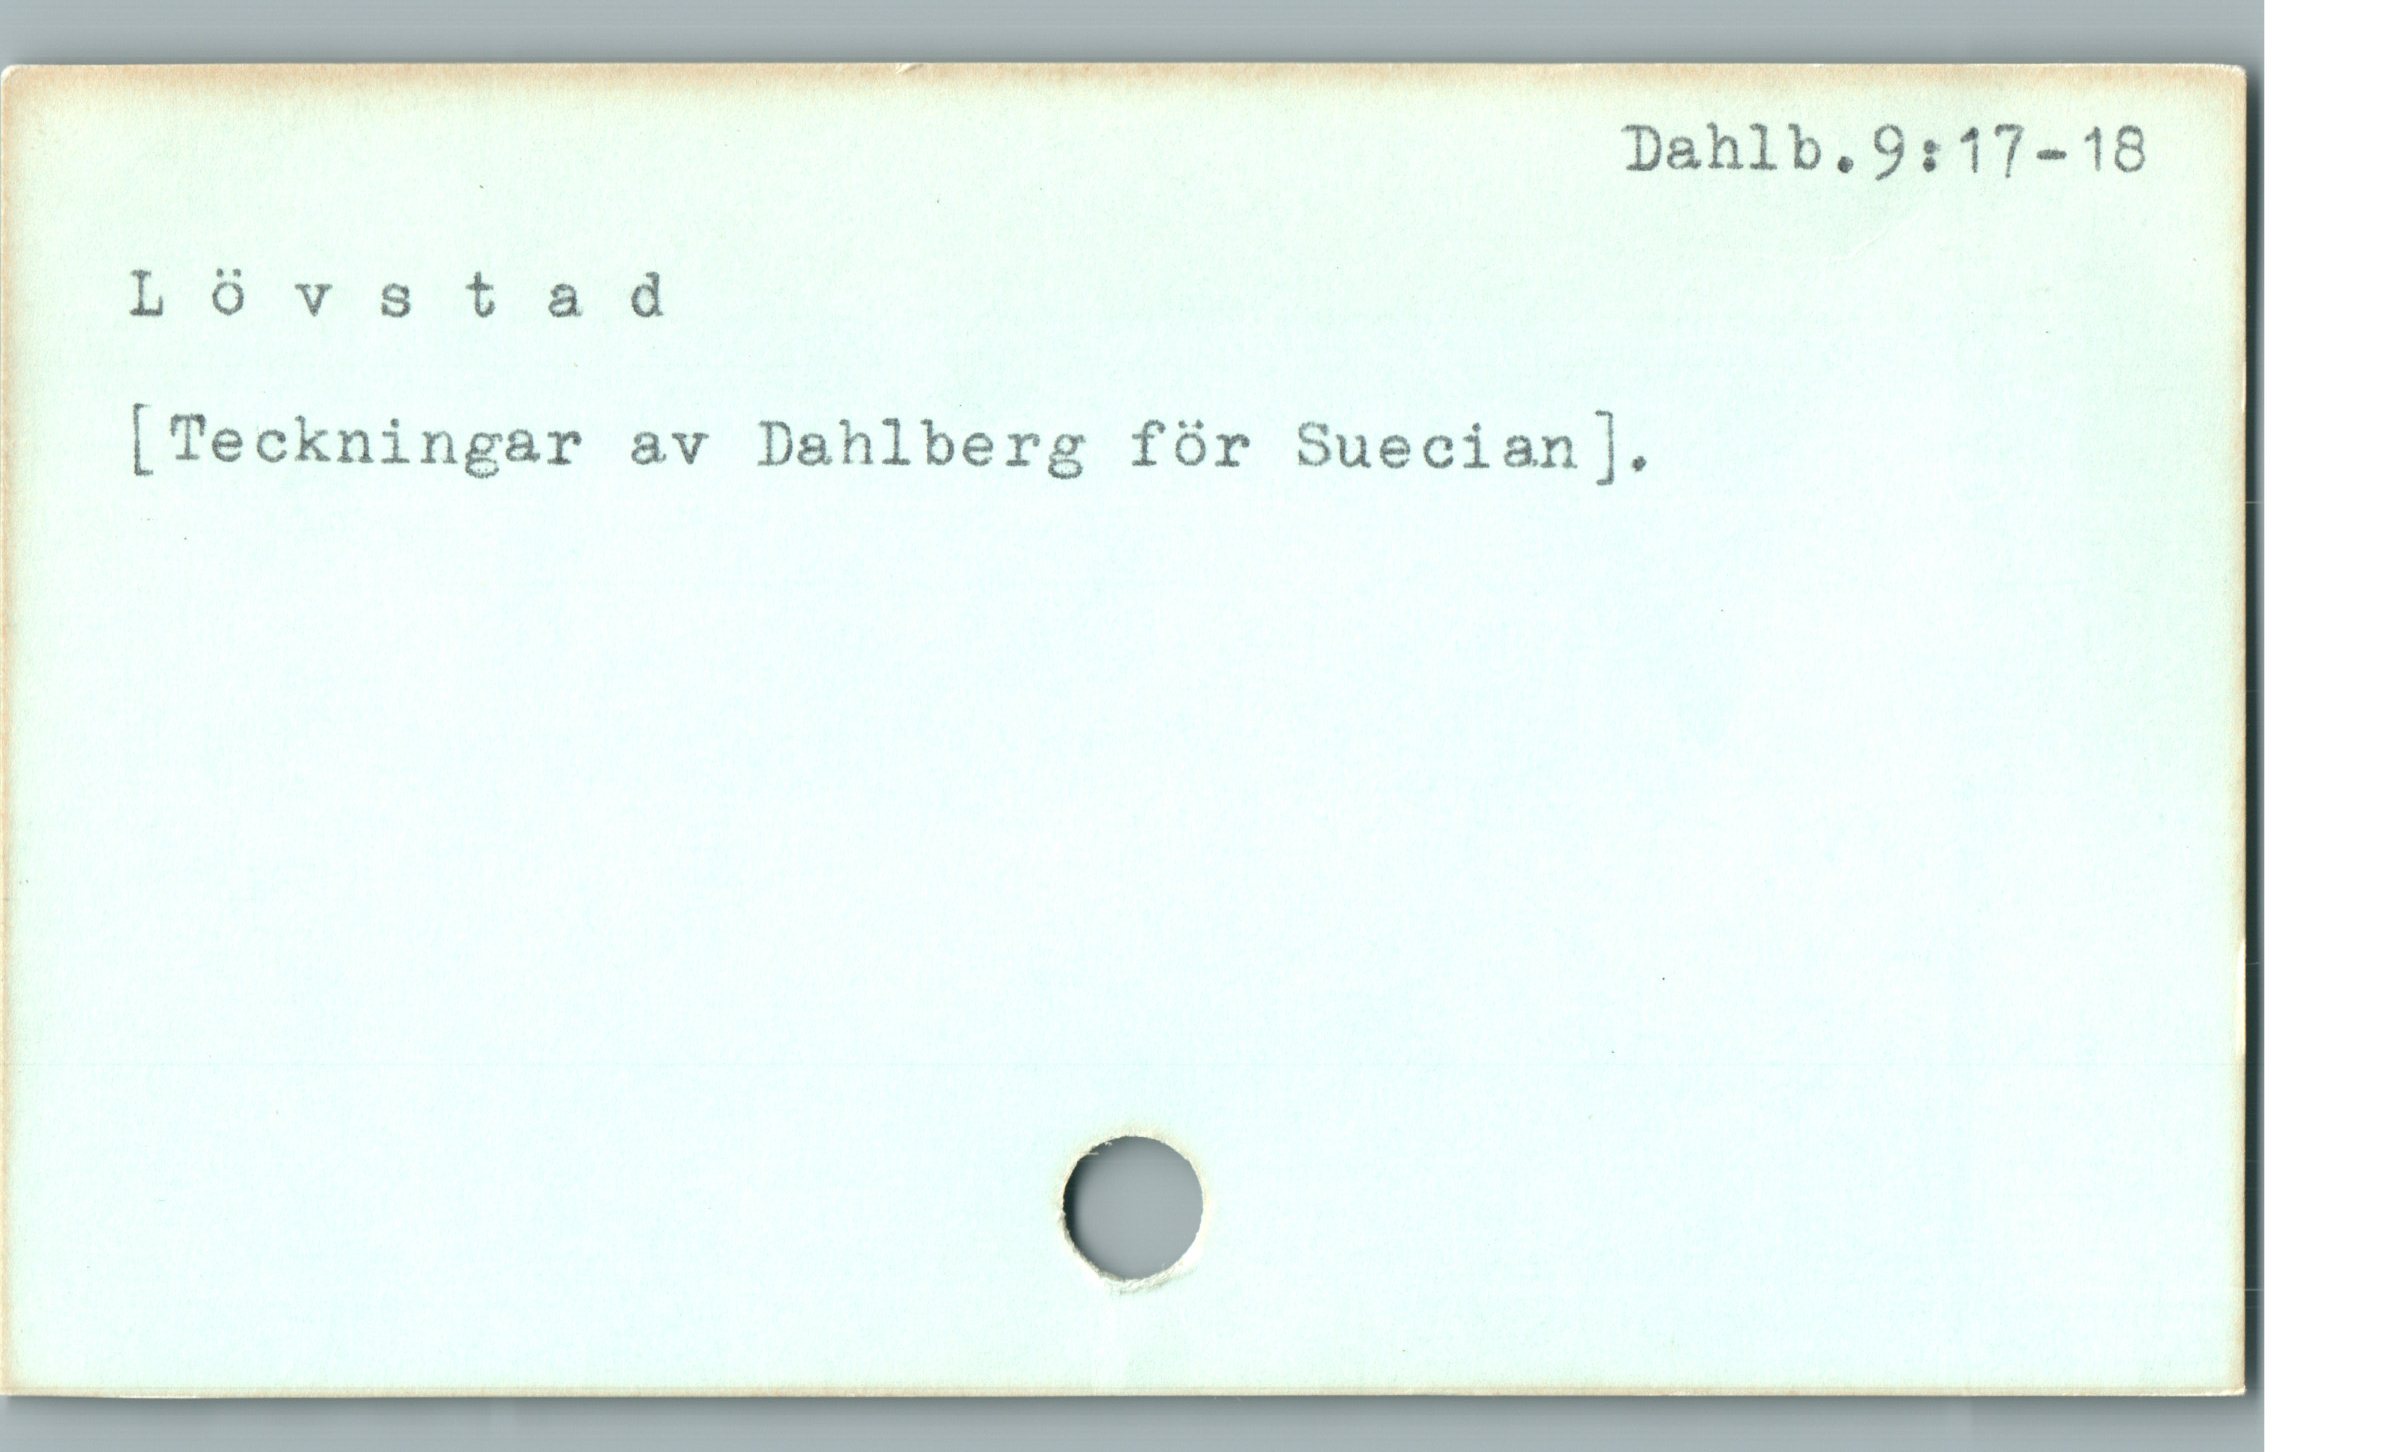 Dahlb.9:17-18
L ö v s t a d
[Teckningar av Dahlberg för Suecian].